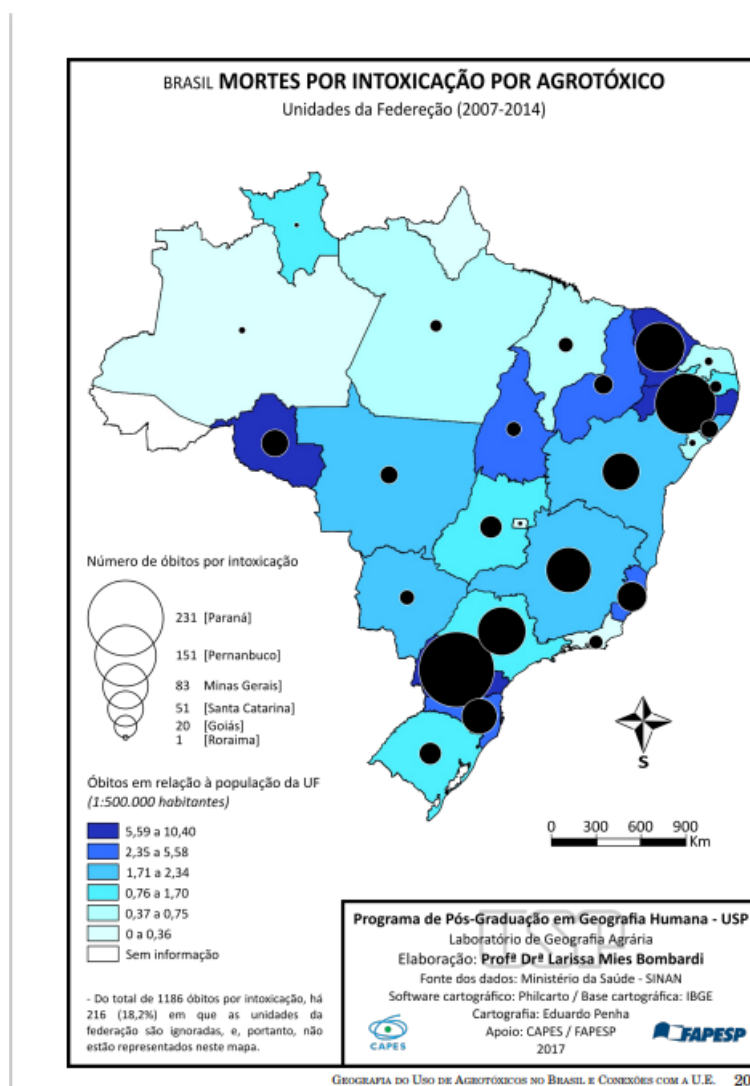 BRASIL MORTES POR INTOXICAÇÃO POR AGROTÓXICO
Unidades da Federeção (2007-2014)
Número de óbitos por intoxicação
231 [Paraná]
151 [Pernambuco]
83 Minas Gerais]
51 [Santa Catarina]
20 [Goiás]
1 [Roraima]
S
Óbitos em relação à população da UF
(1:500.000 habitantes)
5,59 a 10,40
2,35 a 5,58
1,71 a 2,34
0,76 a 1,70
0,37 a 0,75
0 a 0,36
Sem informação
0 300 600 900
Km
- Do total de 1186 óbitos por intoxicação, há
216 (18,2%) em que as unidades da
federação são ignoradas, e, portanto, não
estão representados neste mapa.
USP
Programa de Pós-Graduação em Geografia Humana - USP
Laboratório de Geografia Agrária
Elaboração: Profª Drª Larissa Mies Bombardi
Fonte dos dados: Ministério da Saúde - SINAN
Software cartográfico: Philcarto / Base cartográfica: IBGE
Cartografia: Eduardo Penha
Apoio: CAPES / FAPESP
2017
CAPES
FAPESP
Geografia do Uso de Agrotóxicos no Brasil e Conexões com a U.E. 20